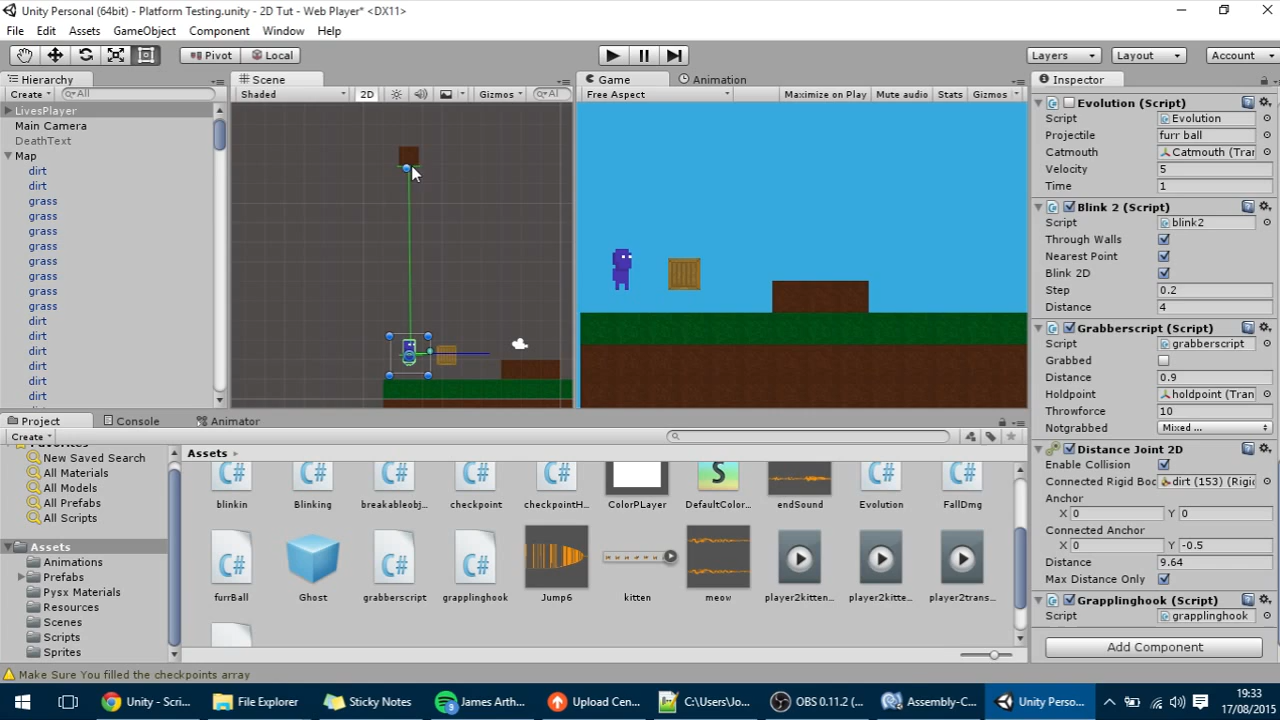 Unity Personal (64bit) - Platform Testing.unity - 2D Tut - Web Player* <DX11>
File Edit Assets GameObject Component Window Help
Pivot Local Layers Layout Account
Hierarchy Scene Game Animation Inspector
Create All Shaded 2D Gizmos All Free Aspect Maximize on Play Mute audio Stats Gizmos
LivesPlayer
Main Camera
DeathText
Map
dirt
dirt
grass
grass
grass
grass
grass
grass
grass
grass
dirt
dirt
dirt
dirt
dirt
dirt
Evolution (Script)
Script Evolution
Projectile furr ball
Catmouth Catmouth (Tran
Velocity 5
Time 1
Blink 2 (Script)
Script blink2
Through Walls
Nearest Point
Blink 2D
Step 0.2
Distance 4
Grabberscript (Script)
Script grabberscript
Grabbed
Distance 0.9
Holdpoint holdpoint (Tran
Throwforce 10
Notgrabbed Mixed ...
Distance Joint 2D
Enable Collision
Connected Rigid Boc dirt (153) (Rigi
Anchor
X 0 Y 0
Connected Anchor
X 0 Y -0.5
Distance 9.64
Max Distance Only
Grapplinghook (Script)
Script grapplinghook
Add Component
Project Console Animator
Create
Favorites
New Saved Search
All Materials
All Models
All Prefabs
All Scripts
Assets
Animations
Prefabs
Pysx Materials
Resources
Scenes
Scripts
Sprites
Assets
C# C# C# C# C# S C# C#
blinkin Blinking breakableobj... checkpoint checkpointH... ColorPLayer DefaultColor... endSound Evolution FallDmg
C# C# C#
furrBall Ghost grabberscript grapplinghook Jump6 kitten meow player2kitten... player2kitte... player2trans...
Make Sure You filled the checkpoints array
Unity - Scri... File Explorer Sticky Notes James Arth... Upload Cen... C:\Users\Jo... OBS 0.11.2 (... Assembly-C... Unity Perso...
19:33
17/08/2015